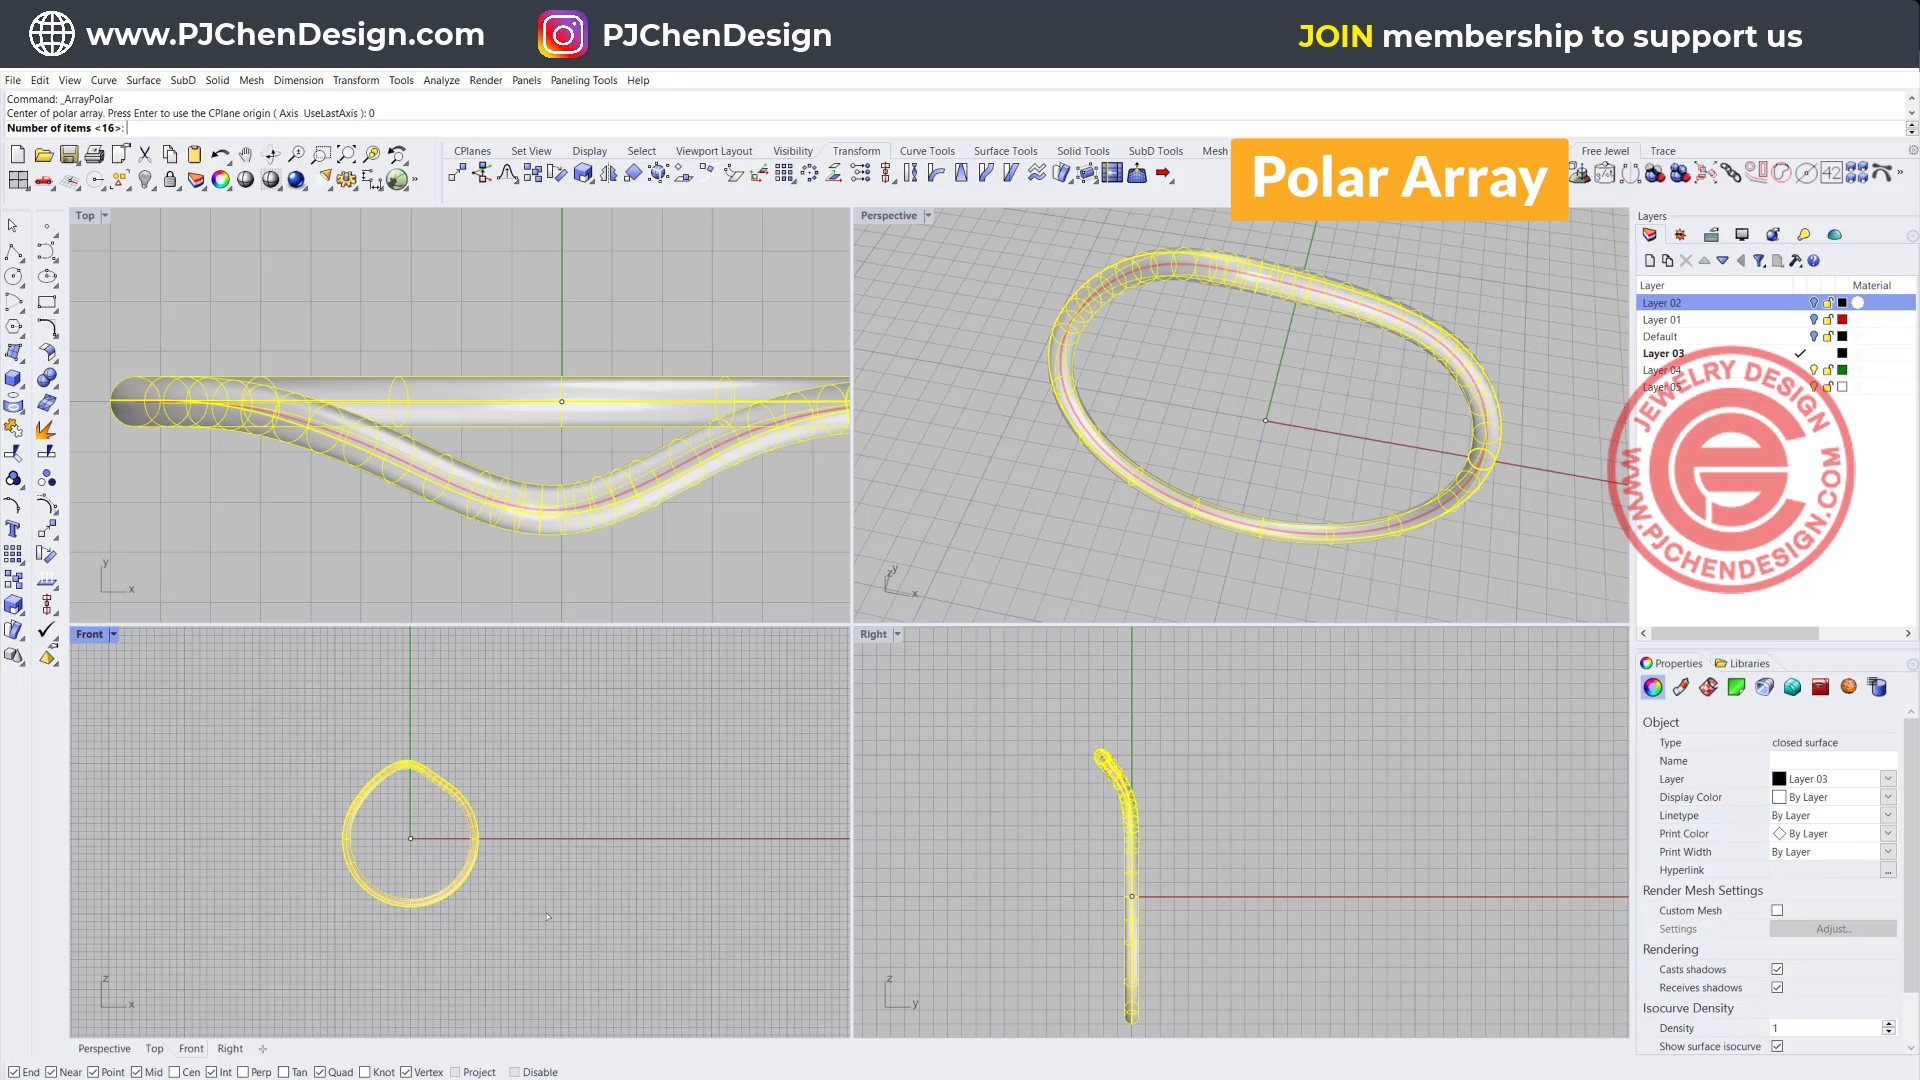 www.PJChenDesign.com PJChenDesign JOIN membership to support us
File Edit View Curve Surface SubD Solid Mesh Dimension Transform Tools Analyze Render Panels Paneling Tools Help
Command: _ArrayPolar
Center of polar array. Press Enter to use the CPlane origin ( Axis UseLastAxis ): 0
Number of items <16>:
CPlanes Set View Display Select Viewport Layout Visibility Transform Curve Tools Surface Tools Solid Tools SubD Tools Mesh Free Jewel Trace
Polar Array
42
Top Perspective
Layers
Layer Material
Layer 02
Layer 01
Default
Layer 03
Layer 04
Layer 05
JEWELRY DESIGN
WWW.PJCHENDESIGN.COM
y x
z y x
Front Right
z x
z y
Properties Libraries
Object
Type closed surface
Name
Layer Layer 03
Display Color By Layer
Linetype By Layer
Print Color By Layer
Print Width By Layer
Hyperlink ...
Render Mesh Settings
Custom Mesh
Settings Adjust...
Rendering
Casts shadows
Receives shadows
Isocurve Density
Density 1
Show surface isocurve
Perspective Top Front Right
End Near Point Mid Cen Int Perp Tan Quad Knot Vertex Project Disable